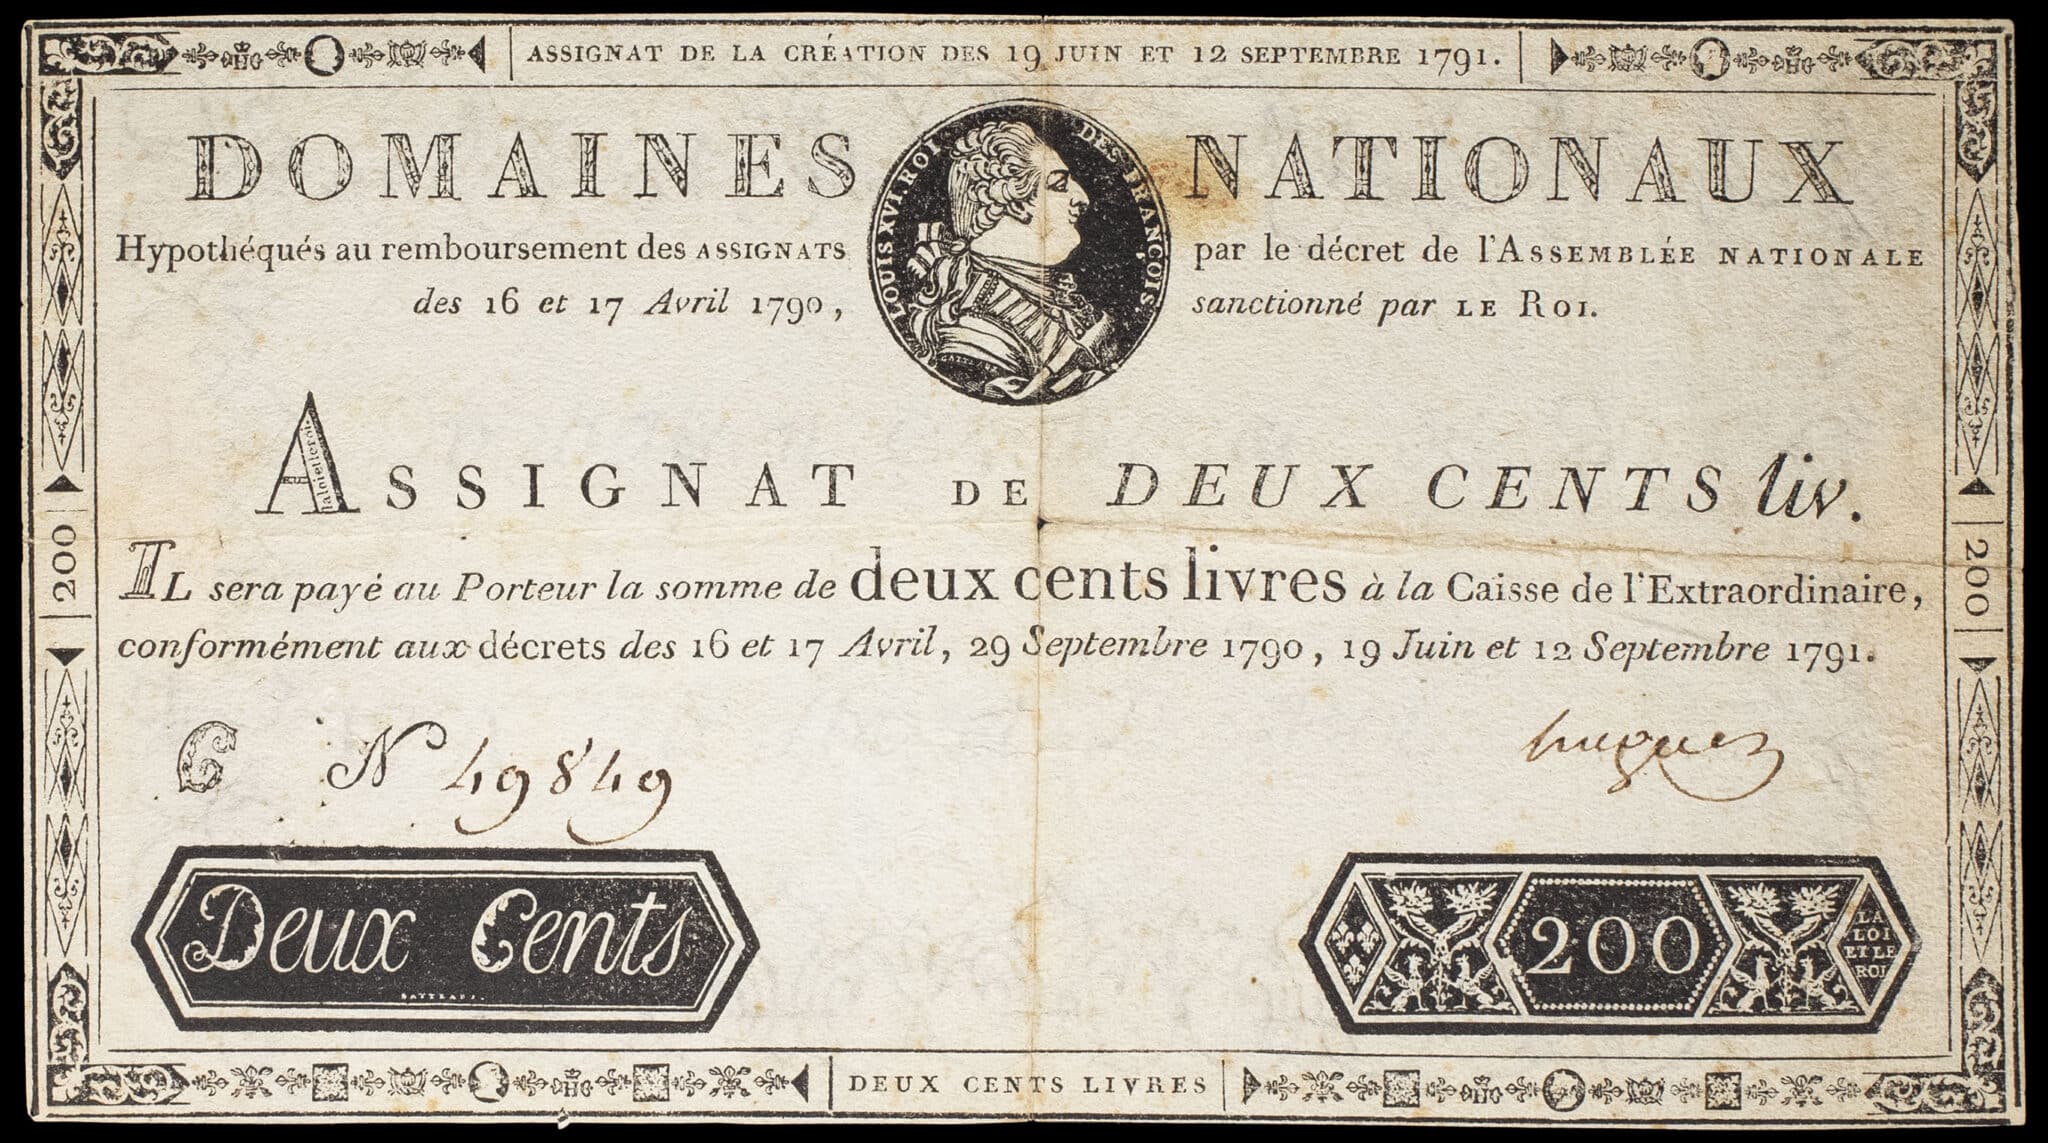 ASSIGNAT DE LA CRÉATION DES 19 JUIN ET 12 SEPTEMBRE 1791.
DOMAINES NATIONAUX
LOUIS XVI. ROI DES FRANÇOIS.
Hypothéqués au remboursement des ASSIGNATS par le décret de l'ASSEMBLÉE NATIONALE
des 16 et 17 Avril 1790, sanctionné par LE ROI.
ASSIGNAT DE DEUX CENTS liv.
laloietleroi
IL sera payé au Porteur la somme de deux cents livres à la Caisse de l'Extraordinaire,
conformément aux décrets des 16 et 17 Avril, 29 Septembre 1790, 19 Juin et 12 Septembre 1791.
200
200
C N 49849
Deux Cents
200
LA
LOI
ET LE
ROI
DEUX CENTS LIVRES